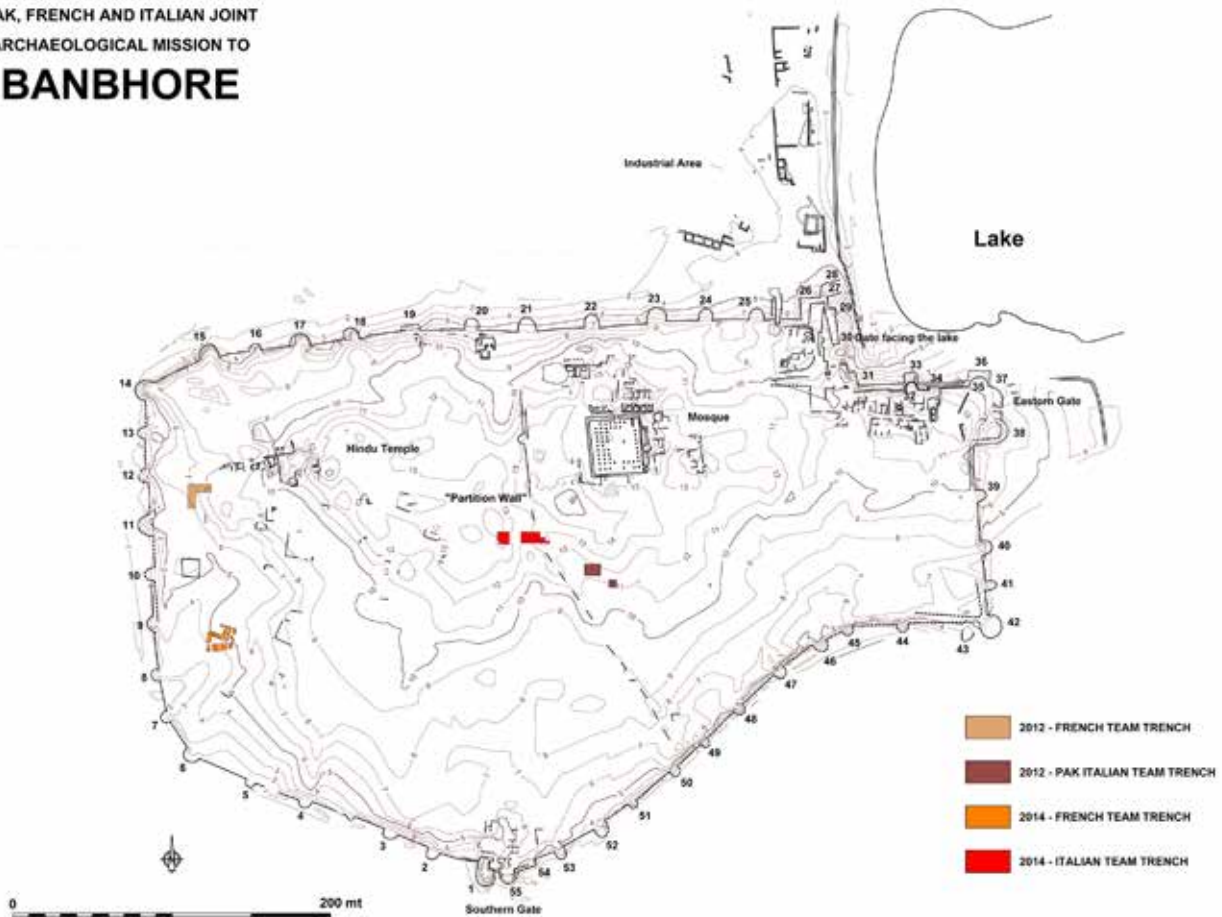 AK, FRENCH AND ITALIAN JOINT
ARCHAEOLOGICAL MISSION TO
BANBHORE
Industrial Area
Lake
28
26 27
29
30 Gate facing the lake
15 16 17 18 19 20 21 22 23 24 25
31 33 34 36
35 37
32
Eastern Gate
14
13
12
11
10
9
8
7
6
5
4
3
2
1
Mosque
Hindu Temple
"Partition Wall"
38
39
40
41
42
43
44
45
46
47
48
49
50
51
52
53
54
55
Southern Gate
2012 - FRENCH TEAM TRENCH
2012 - PAK ITALIAN TEAM TRENCH
2014 - FRENCH TEAM TRENCH
2014 - ITALIAN TEAM TRENCH
0 200 mt